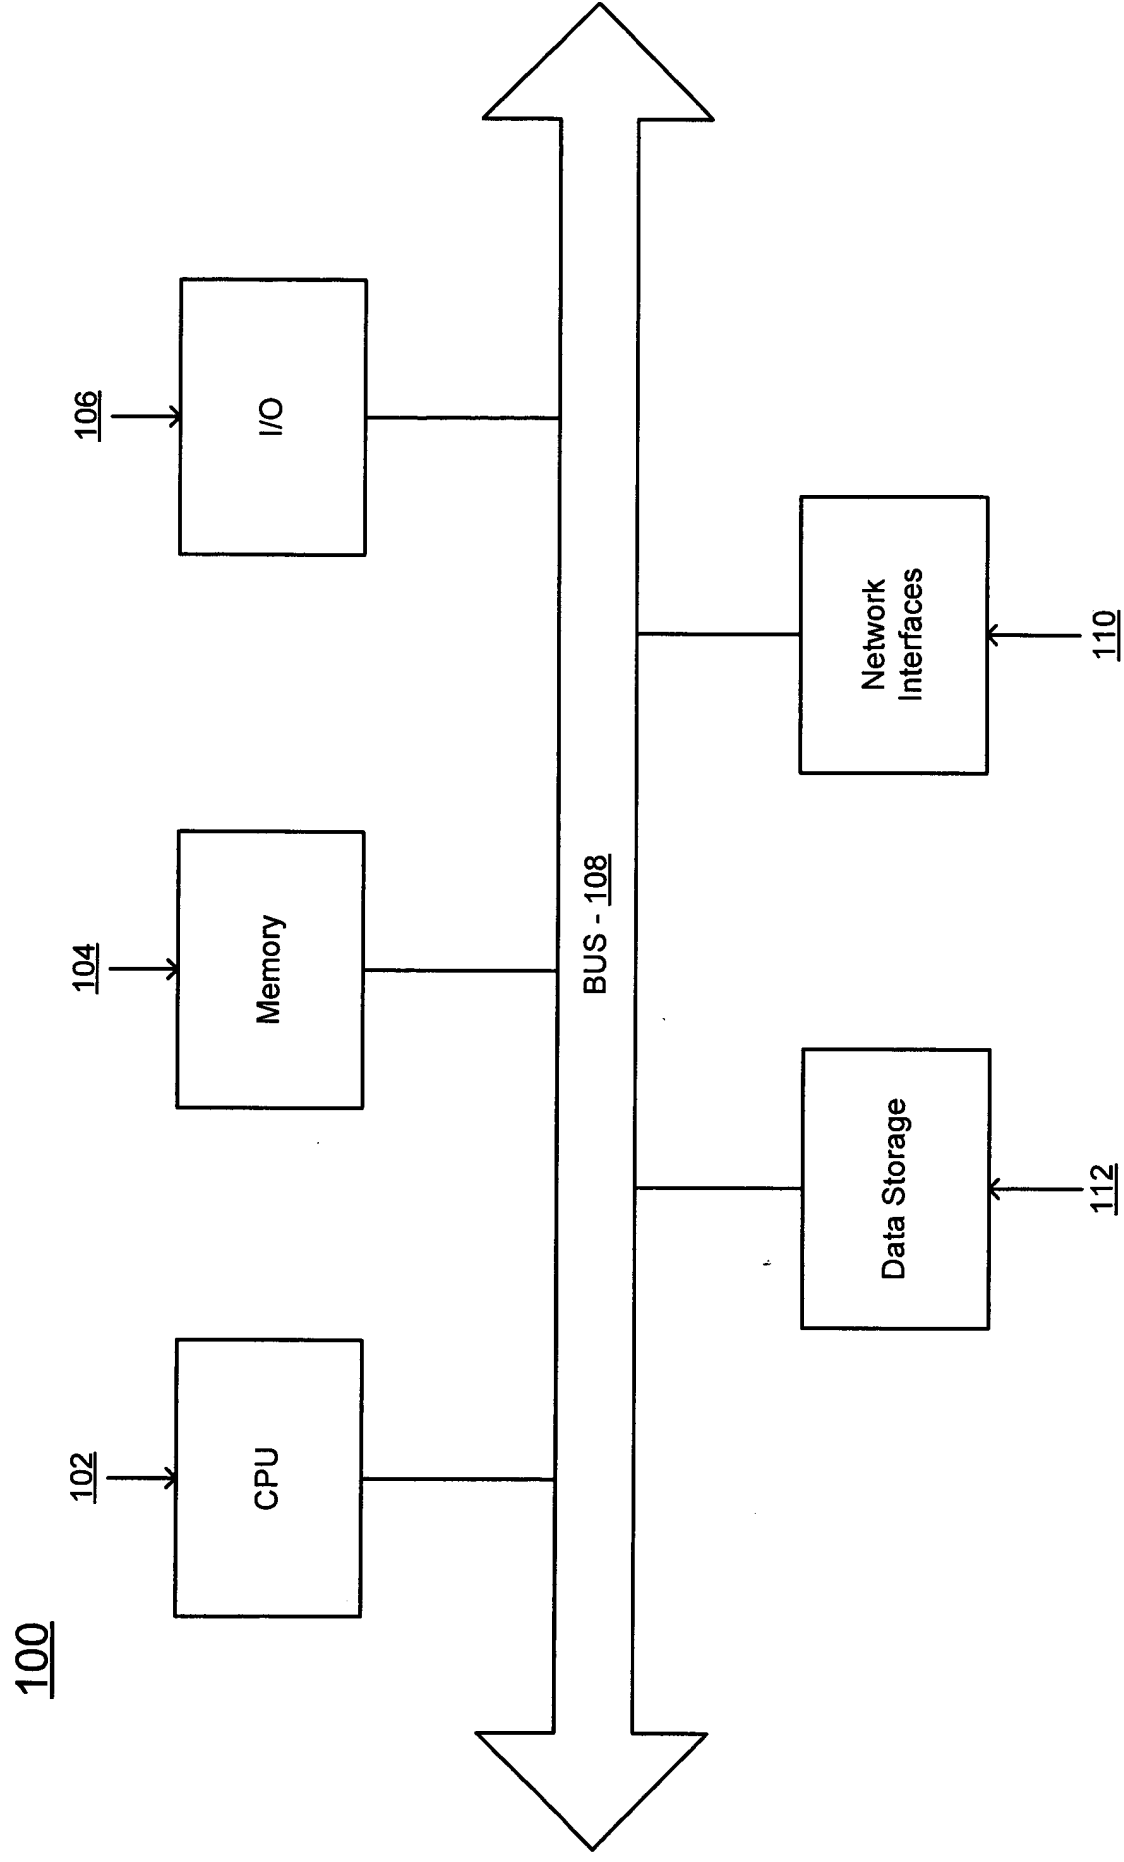 100
102
104
106
CPU
Memory
I/O
BUS - 108
Data Storage
Network
Interfaces
112
110